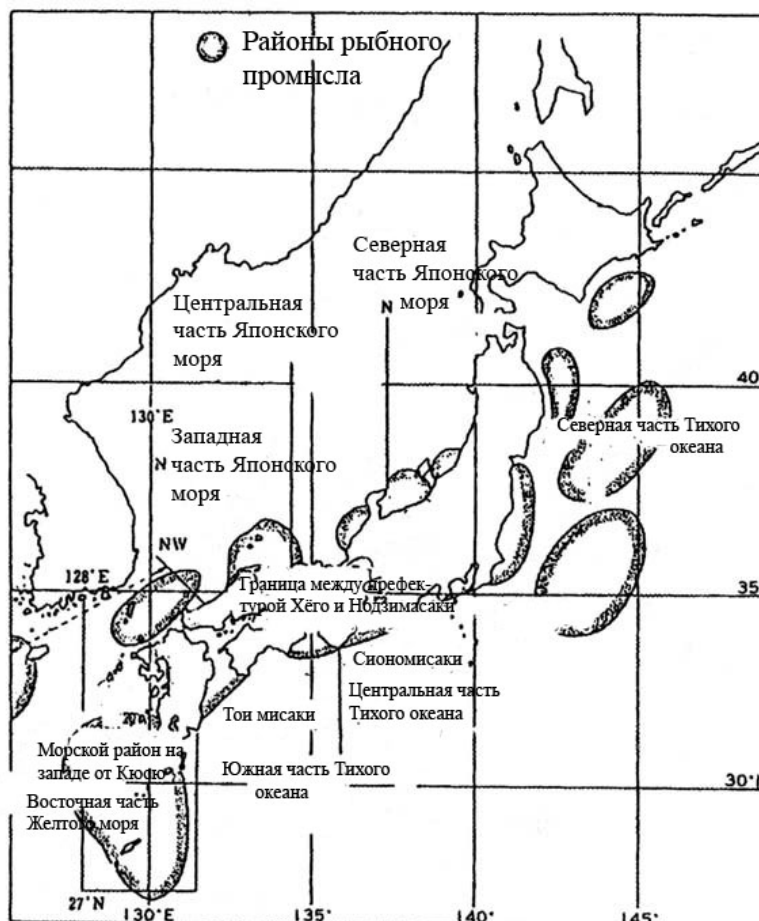 Районы рыбного
промысла
Северная
часть Японского
моря
Центральная
часть Японского
моря
N
40°
130°E
Западная
часть Японского
моря
N
Северная часть Тихого
океана
NW
128°E
Граница между префек-
турой Хёго и Нодзимасаки
35°
Сиономисаки
Центральная часть
Тихого океана
Тои мисаки
Морской район на
западе от Кюсю
Южная часть Тихого
океана
30°
Восточная часть
Желтого моря
27°N
130°E
135°
140°
145°